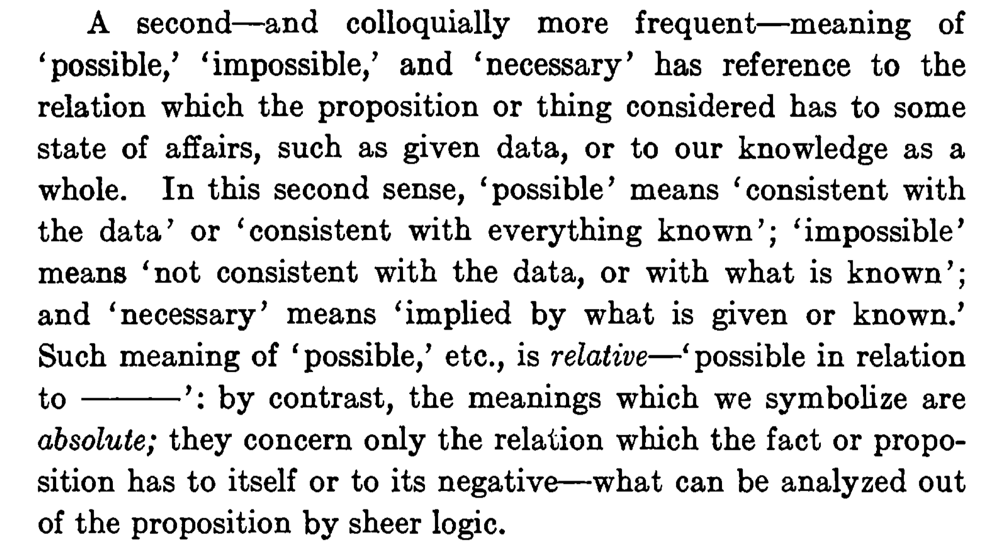 A second—and colloquially more frequent—meaning of
‘possible,’ ‘impossible,’ and ‘necessary’ has reference to the
relation which the proposition or thing considered has to some
state of affairs, such as given data, or to our knowledge as a
whole. In this second sense, ‘possible’ means ‘consistent with
the data’ or ‘consistent with everything known’; ‘impossible’
means ‘not consistent with the data, or with what is known’;
and ‘necessary’ means ‘implied by what is given or known.’
Such meaning of ‘possible,’ etc., is relative—‘possible in relation
to ———’: by contrast, the meanings which we symbolize are
absolute; they concern only the relation which the fact or propo-
sition has to itself or to its negative—what can be analyzed out
of the proposition by sheer logic.